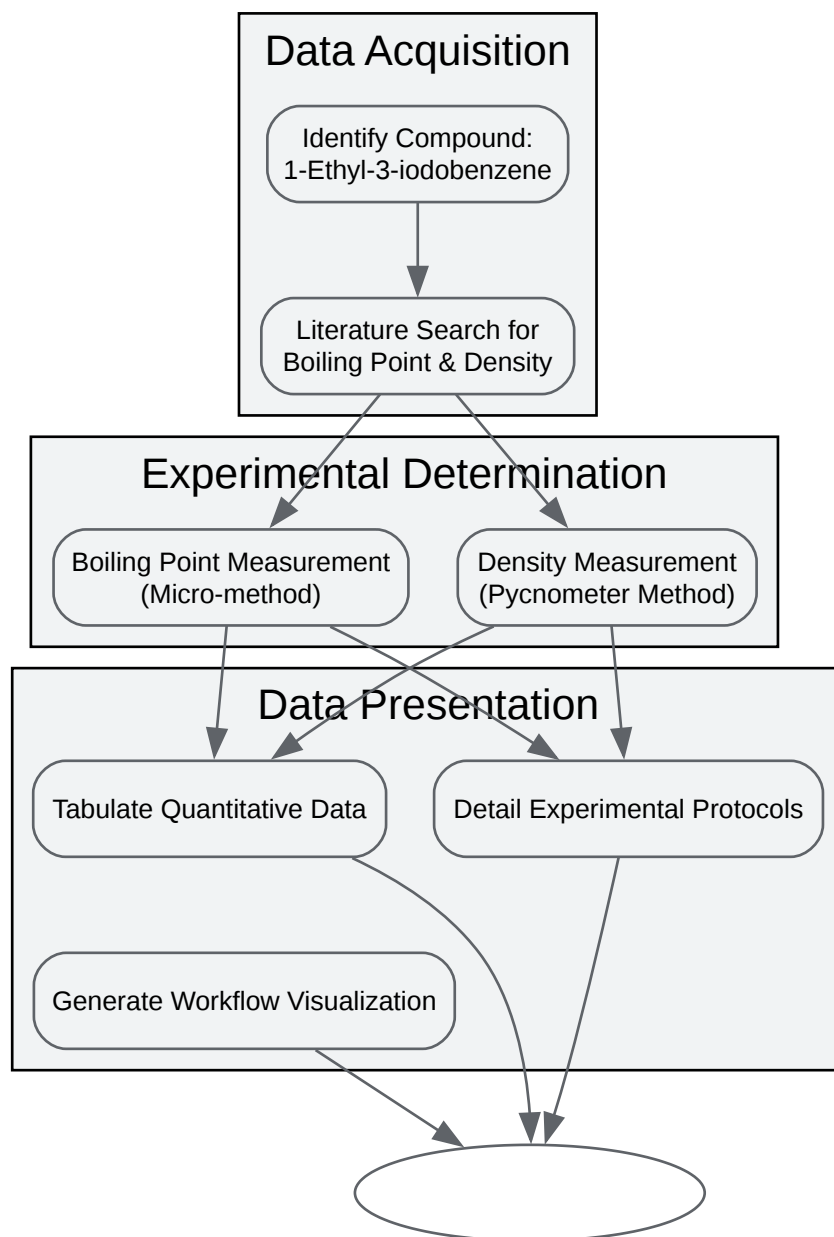 Data Acquisition
Identify Compound:
1-Ethyl-3-iodobenzene
Literature Search for
Boiling Point & Density
Experimental Determination
Boiling Point Measurement
(Micro-method)
Density Measurement
(Pycnometer Method)
Data Presentation
Tabulate Quantitative Data
Detail Experimental Protocols
Generate Workflow Visualization